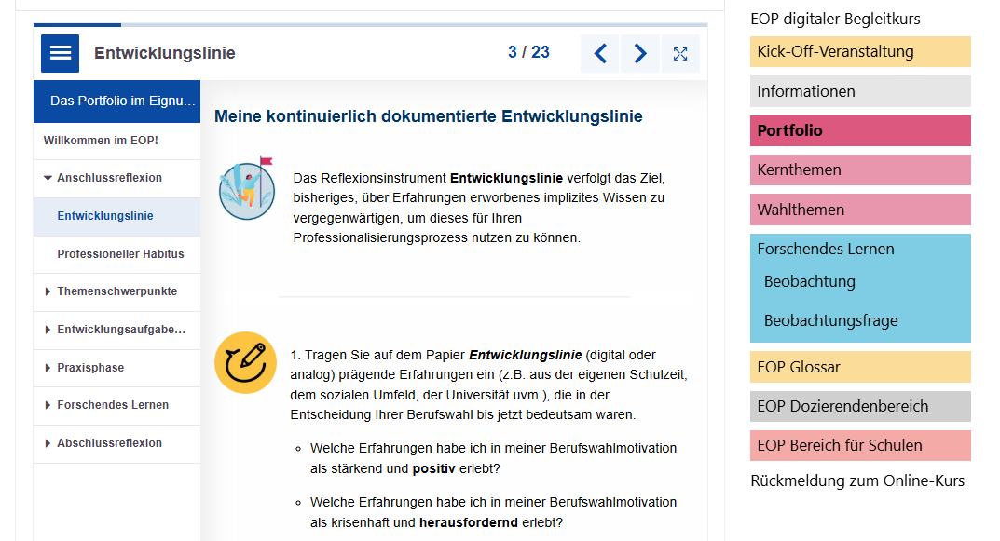 Entwicklungslinie
3 / 23
Das Portfolio im Eignu...
Willkommen im EOP!
Anschlussreflexion
Entwicklungslinie
Professioneller Habitus
Themenschwerpunkte
Entwicklungsaufgabe...
Praxisphase
Forschendes Lernen
Abschlussreflexion
Meine kontinuierlich dokumentierte Entwicklungslinie
Das Reflexionsinstrument Entwicklungslinie verfolgt das Ziel,
bisheriges, über Erfahrungen erworbenes implizites Wissen zu
vergegenwärtigen, um dieses für Ihren
Professionalisierungsprozess nutzen zu können.
1. Tragen Sie auf dem Papier Entwicklungslinie (digital oder
analog) prägende Erfahrungen ein (z.B. aus der eigenen Schulzeit,
dem sozialen Umfeld, der Universität uvm.), die in der
Entscheidung Ihrer Berufswahl bis jetzt bedeutsam waren.
Welche Erfahrungen habe ich in meiner Berufswahlmotivation
als stärkend und positiv erlebt?
Welche Erfahrungen habe ich in meiner Berufswahlmotivation
als krisenhaft und herausfordernd erlebt?
EOP digitaler Begleitkurs
Kick-Off-Veranstaltung
Informationen
Portfolio
Kernthemen
Wahlthemen
Forschendes Lernen
Beobachtung
Beobachtungsfrage
EOP Glossar
EOP Dozierendenbereich
EOP Bereich für Schulen
Rückmeldung zum Online-Kurs